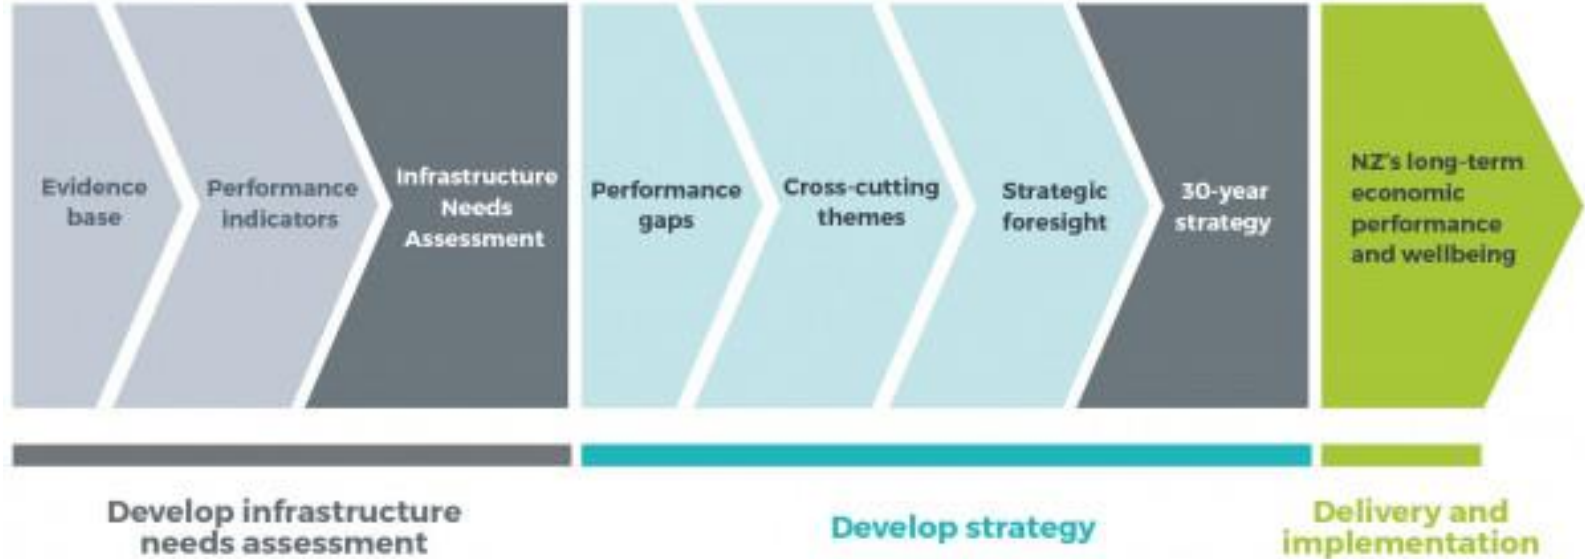 Evidence
base
Performance
indicators
Infrastructure
Needs
Assessment
Performance
gaps
Cross-cutting
themes
Strategic
foresight
30-year
strategy
NZ's long-term
economic
performance
and wellbeing
Develop infrastructure
needs assessment
Develop strategy
Delivery and
implementation